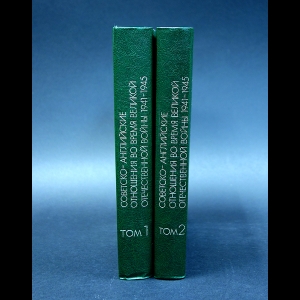 СОВЕТСКО-АНГЛИЙСКИЕ
ОТНОШЕНИЯ ВО ВРЕМЯ ВЕЛИКОЙ
ОТЕЧЕСТВЕННОЙ ВОЙНЫ 1941-1945
ТОМ 1
СОВЕТСКО-АНГЛИЙСКИЕ
ОТНОШЕНИЯ ВО ВРЕМЯ ВЕЛИКОЙ
ОТЕЧЕСТВЕННОЙ ВОЙНЫ 1941-1945
ТОМ 2